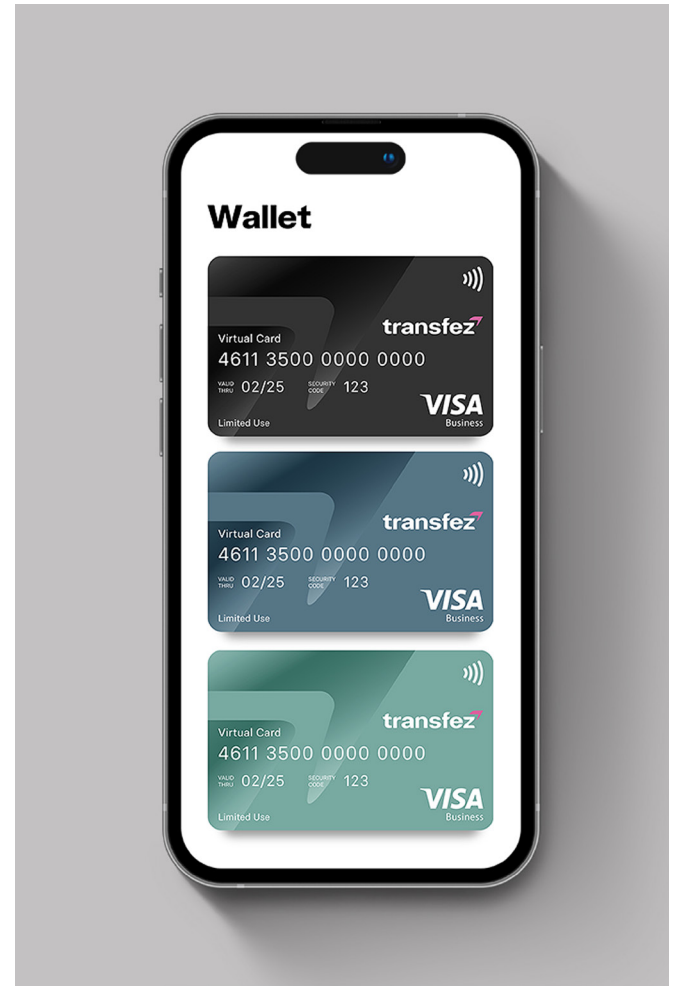 Wallet
transfez
Virtual Card
4611 3500 0000 0000
VALID THRU 02/25 SECURITY CODE 123
VISA
Limited Use Business
transfez
Virtual Card
4611 3500 0000 0000
VALID THRU 02/25 SECURITY CODE 123
VISA
Limited Use Business
transfez
Virtual Card
4611 3500 0000 0000
VALID THRU 02/25 SECURITY CODE 123
VISA
Limited Use Business